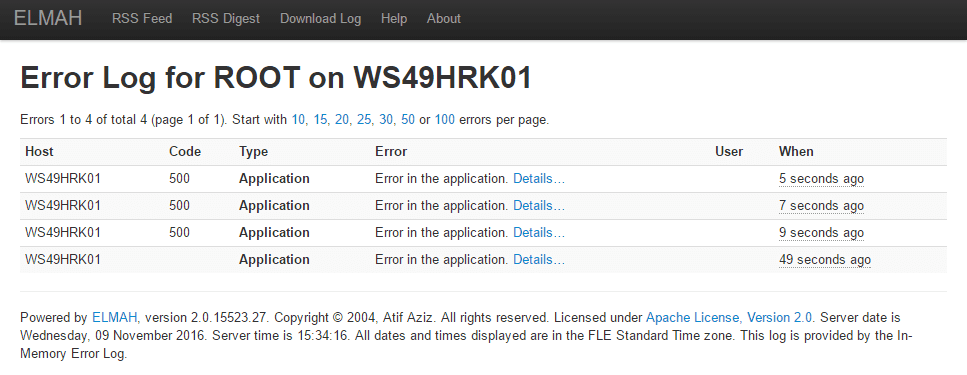 ELMAH RSS Feed RSS Digest Download Log Help About
Error Log for ROOT on WS49HRK01
Errors 1 to 4 of total 4 (page 1 of 1). Start with 10, 15, 20, 25, 30, 50 or 100 errors per page.
Host Code Type Error User When
WS49HRK01 500 Application Error in the application. Details… 5 seconds ago
WS49HRK01 500 Application Error in the application. Details… 7 seconds ago
WS49HRK01 500 Application Error in the application. Details… 9 seconds ago
WS49HRK01 Application Error in the application. Details… 49 seconds ago
Powered by ELMAH, version 2.0.15523.27. Copyright © 2004, Atif Aziz. All rights reserved. Licensed under Apache License, Version 2.0. Server date is
Wednesday, 09 November 2016. Server time is 15:34:16. All dates and times displayed are in the FLE Standard Time zone. This log is provided by the In-
Memory Error Log.